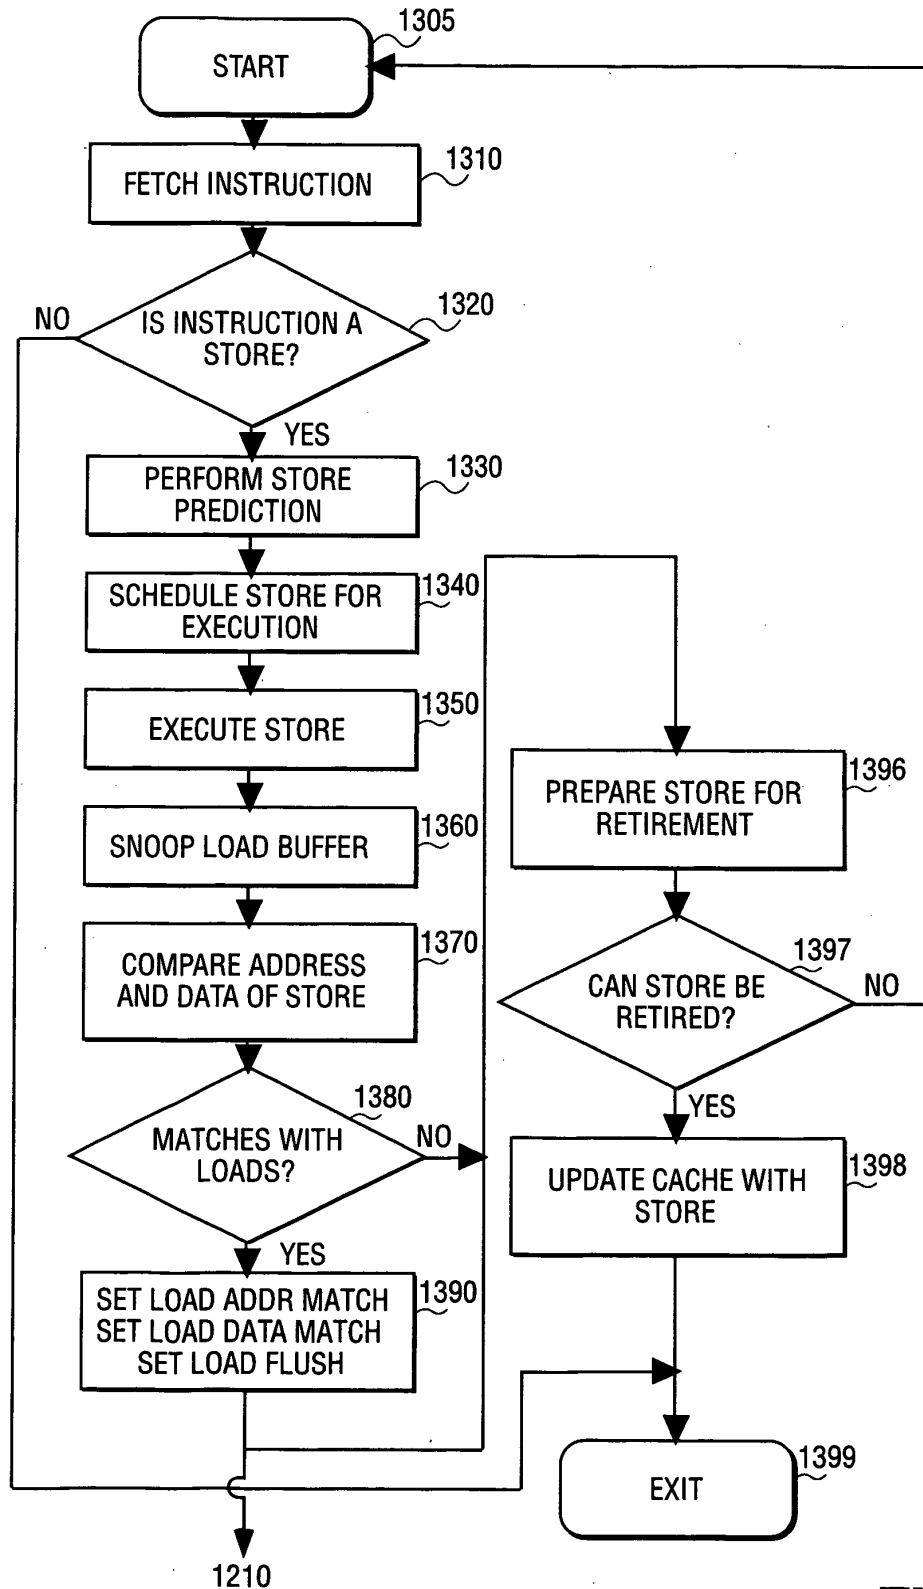 1305
START
1310
FETCH INSTRUCTION
1320
NO
IS INSTRUCTION A
STORE?
YES
1330
PERFORM STORE
PREDICTION
1340
SCHEDULE STORE FOR
EXECUTION
1350
EXECUTE STORE
1360
SNOOP LOAD BUFFER
1370
COMPARE ADDRESS
AND DATA OF STORE
1380
MATCHES WITH
LOADS?
NO
YES
1390
SET LOAD ADDR MATCH
SET LOAD DATA MATCH
SET LOAD FLUSH
1210
1396
PREPARE STORE FOR
RETIREMENT
1397
CAN STORE BE
RETIRED?
NO
YES
1398
UPDATE CACHE WITH
STORE
1399
EXIT